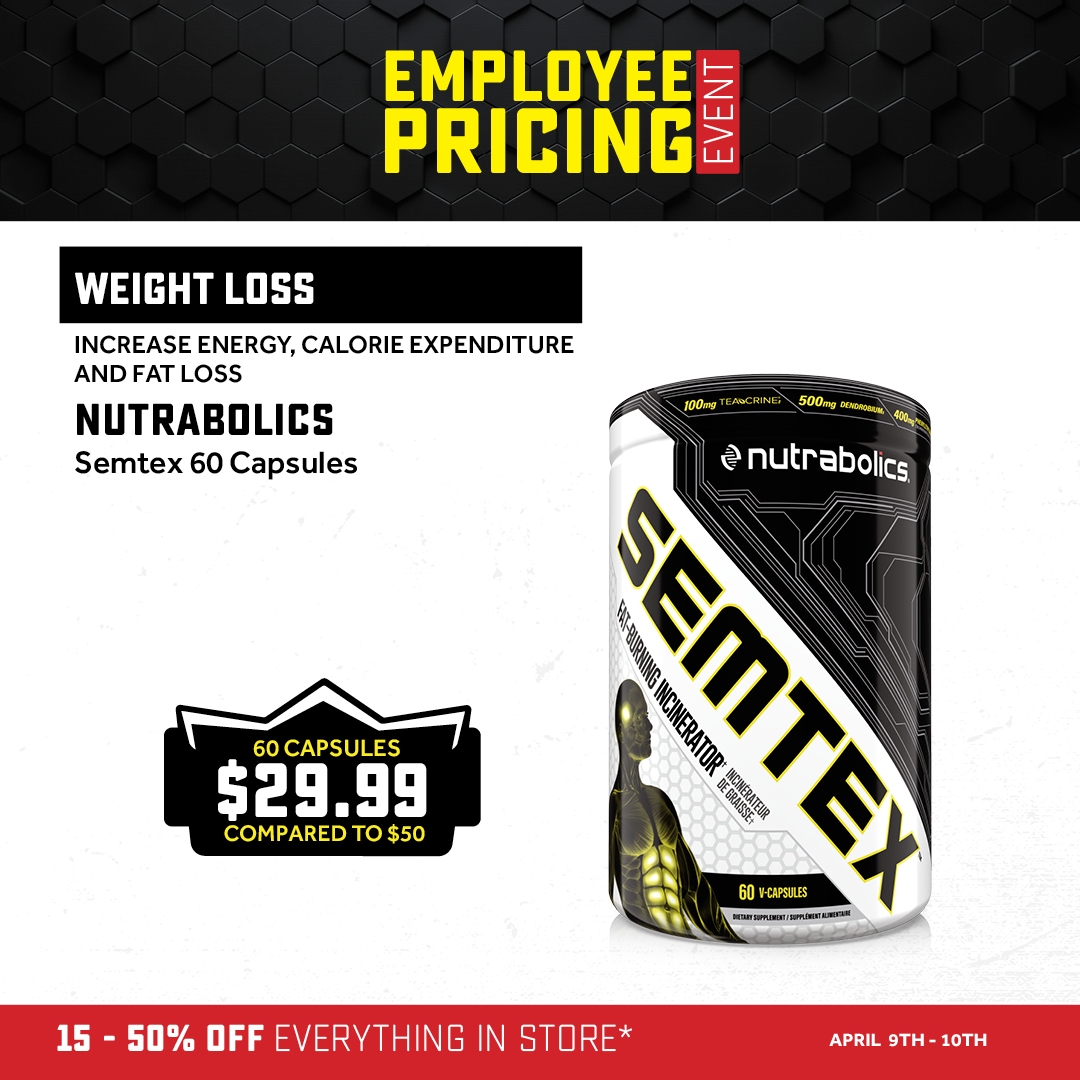 EMPLOYEE
PRICING
EVENT
WEIGHT LOSS
INCREASE ENERGY, CALORIE EXPENDITURE
AND FAT LOSS
NUTRABOLICS
Semtex 60 Capsules
100mg TEACRINE
500mg DENDROBIUM
400mg
nutrabolics
SEMTEX
FAT-BURNING INCINERATOR†
INCINÉRATEUR
DE GRAISSE†
60 V-CAPSULES
DIETARY SUPPLEMENT / SUPPLÉMENT ALIMENTAIRE
60 CAPSULES
$29.99
COMPARED TO $50
15 - 50% OFF EVERYTHING IN STORE*
APRIL 9TH - 10TH